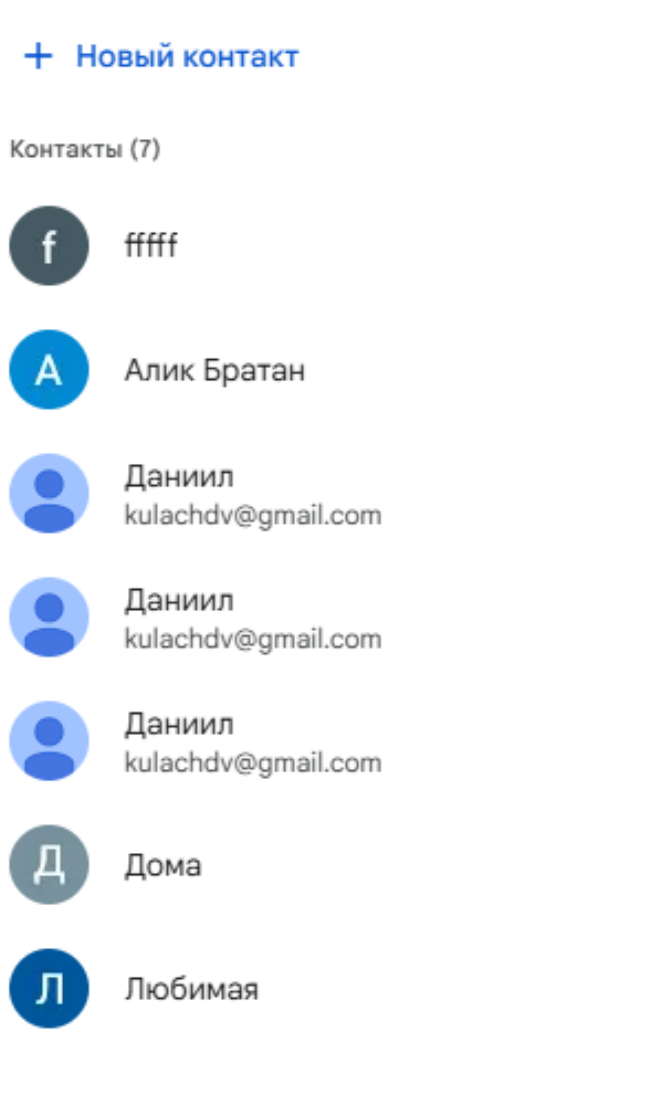 + Новый контакт
Контакты (7)
f
fffff
А
Алик Братан
Даниил
kulachdv@gmail.com
Даниил
kulachdv@gmail.com
Даниил
kulachdv@gmail.com
Д
Дома
Л
Любимая